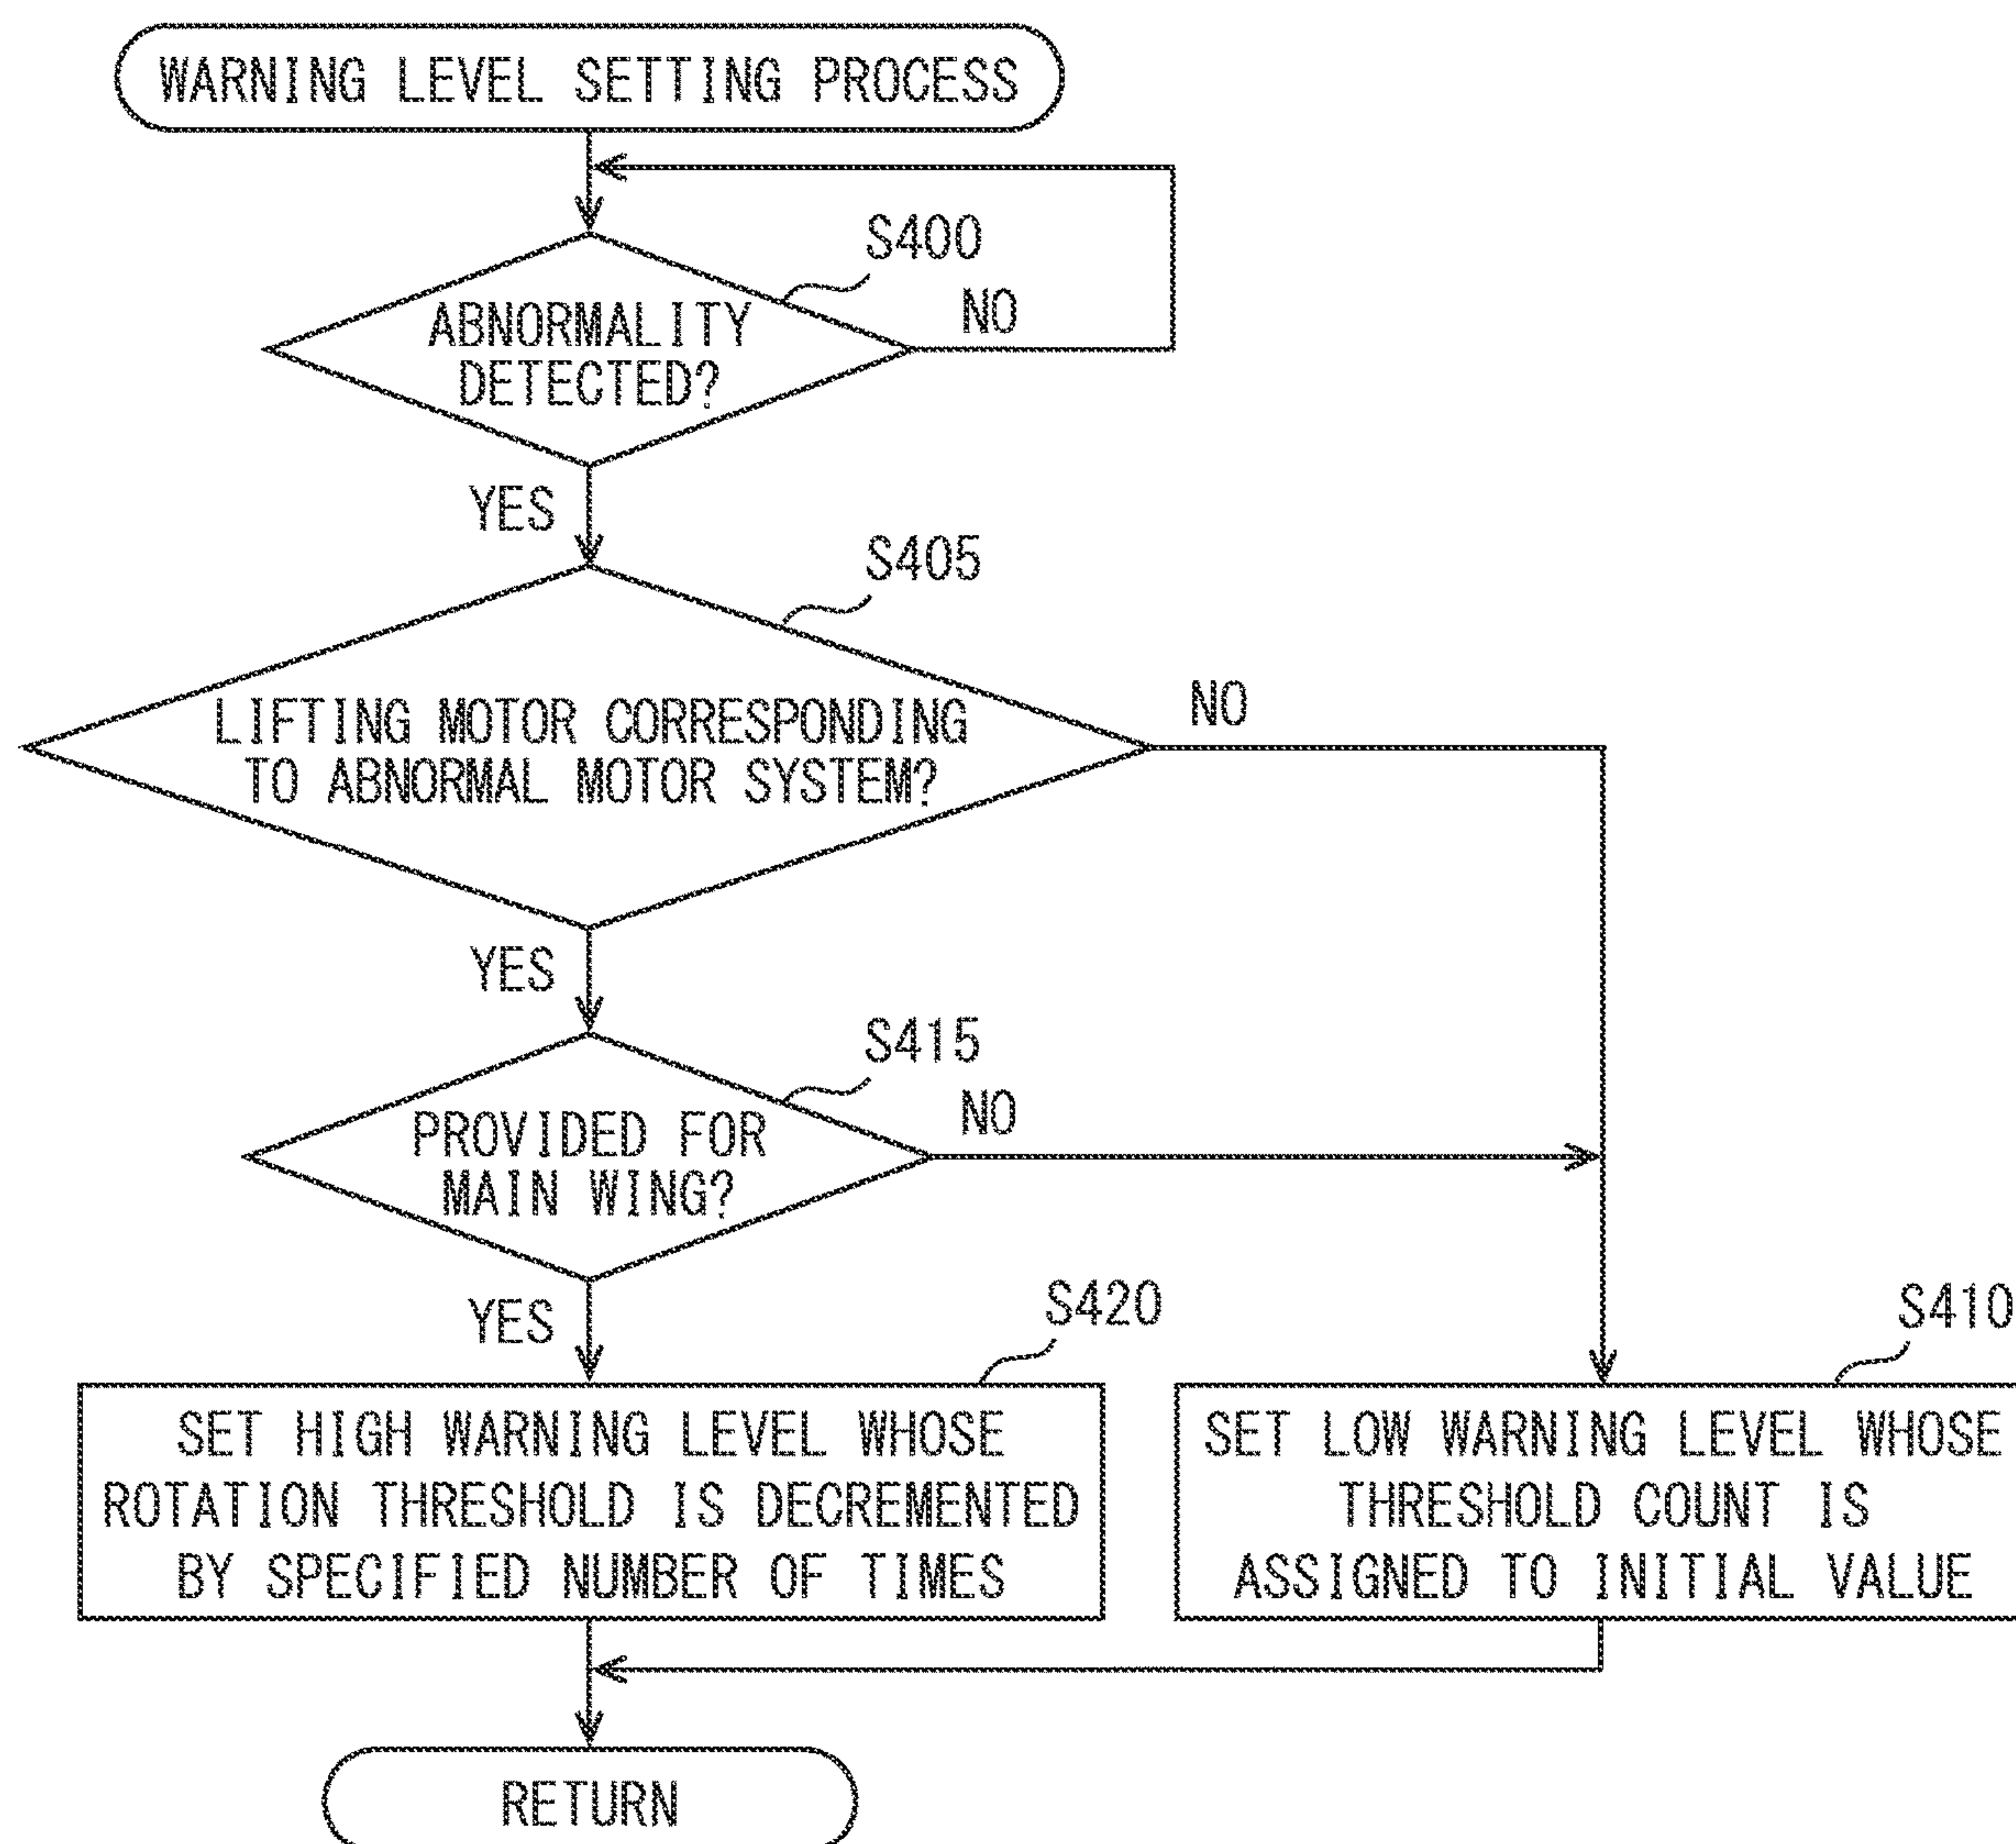 WARNING LEVEL SETTING PROCESS
S400
ABNORMALITY
DETECTED?
NO
YES
S405
LIFTING MOTOR CORRESPONDING
TO ABNORMAL MOTOR SYSTEM?
NO
YES
S415
PROVIDED FOR
MAIN WING?
NO
YES
S420
SET HIGH WARNING LEVEL WHOSE
ROTATION THRESHOLD IS DECREMENTED
BY SPECIFIED NUMBER OF TIMES
S410
SET LOW WARNING LEVEL WHOSE
THRESHOLD COUNT IS
ASSIGNED TO INITIAL VALUE
RETURN